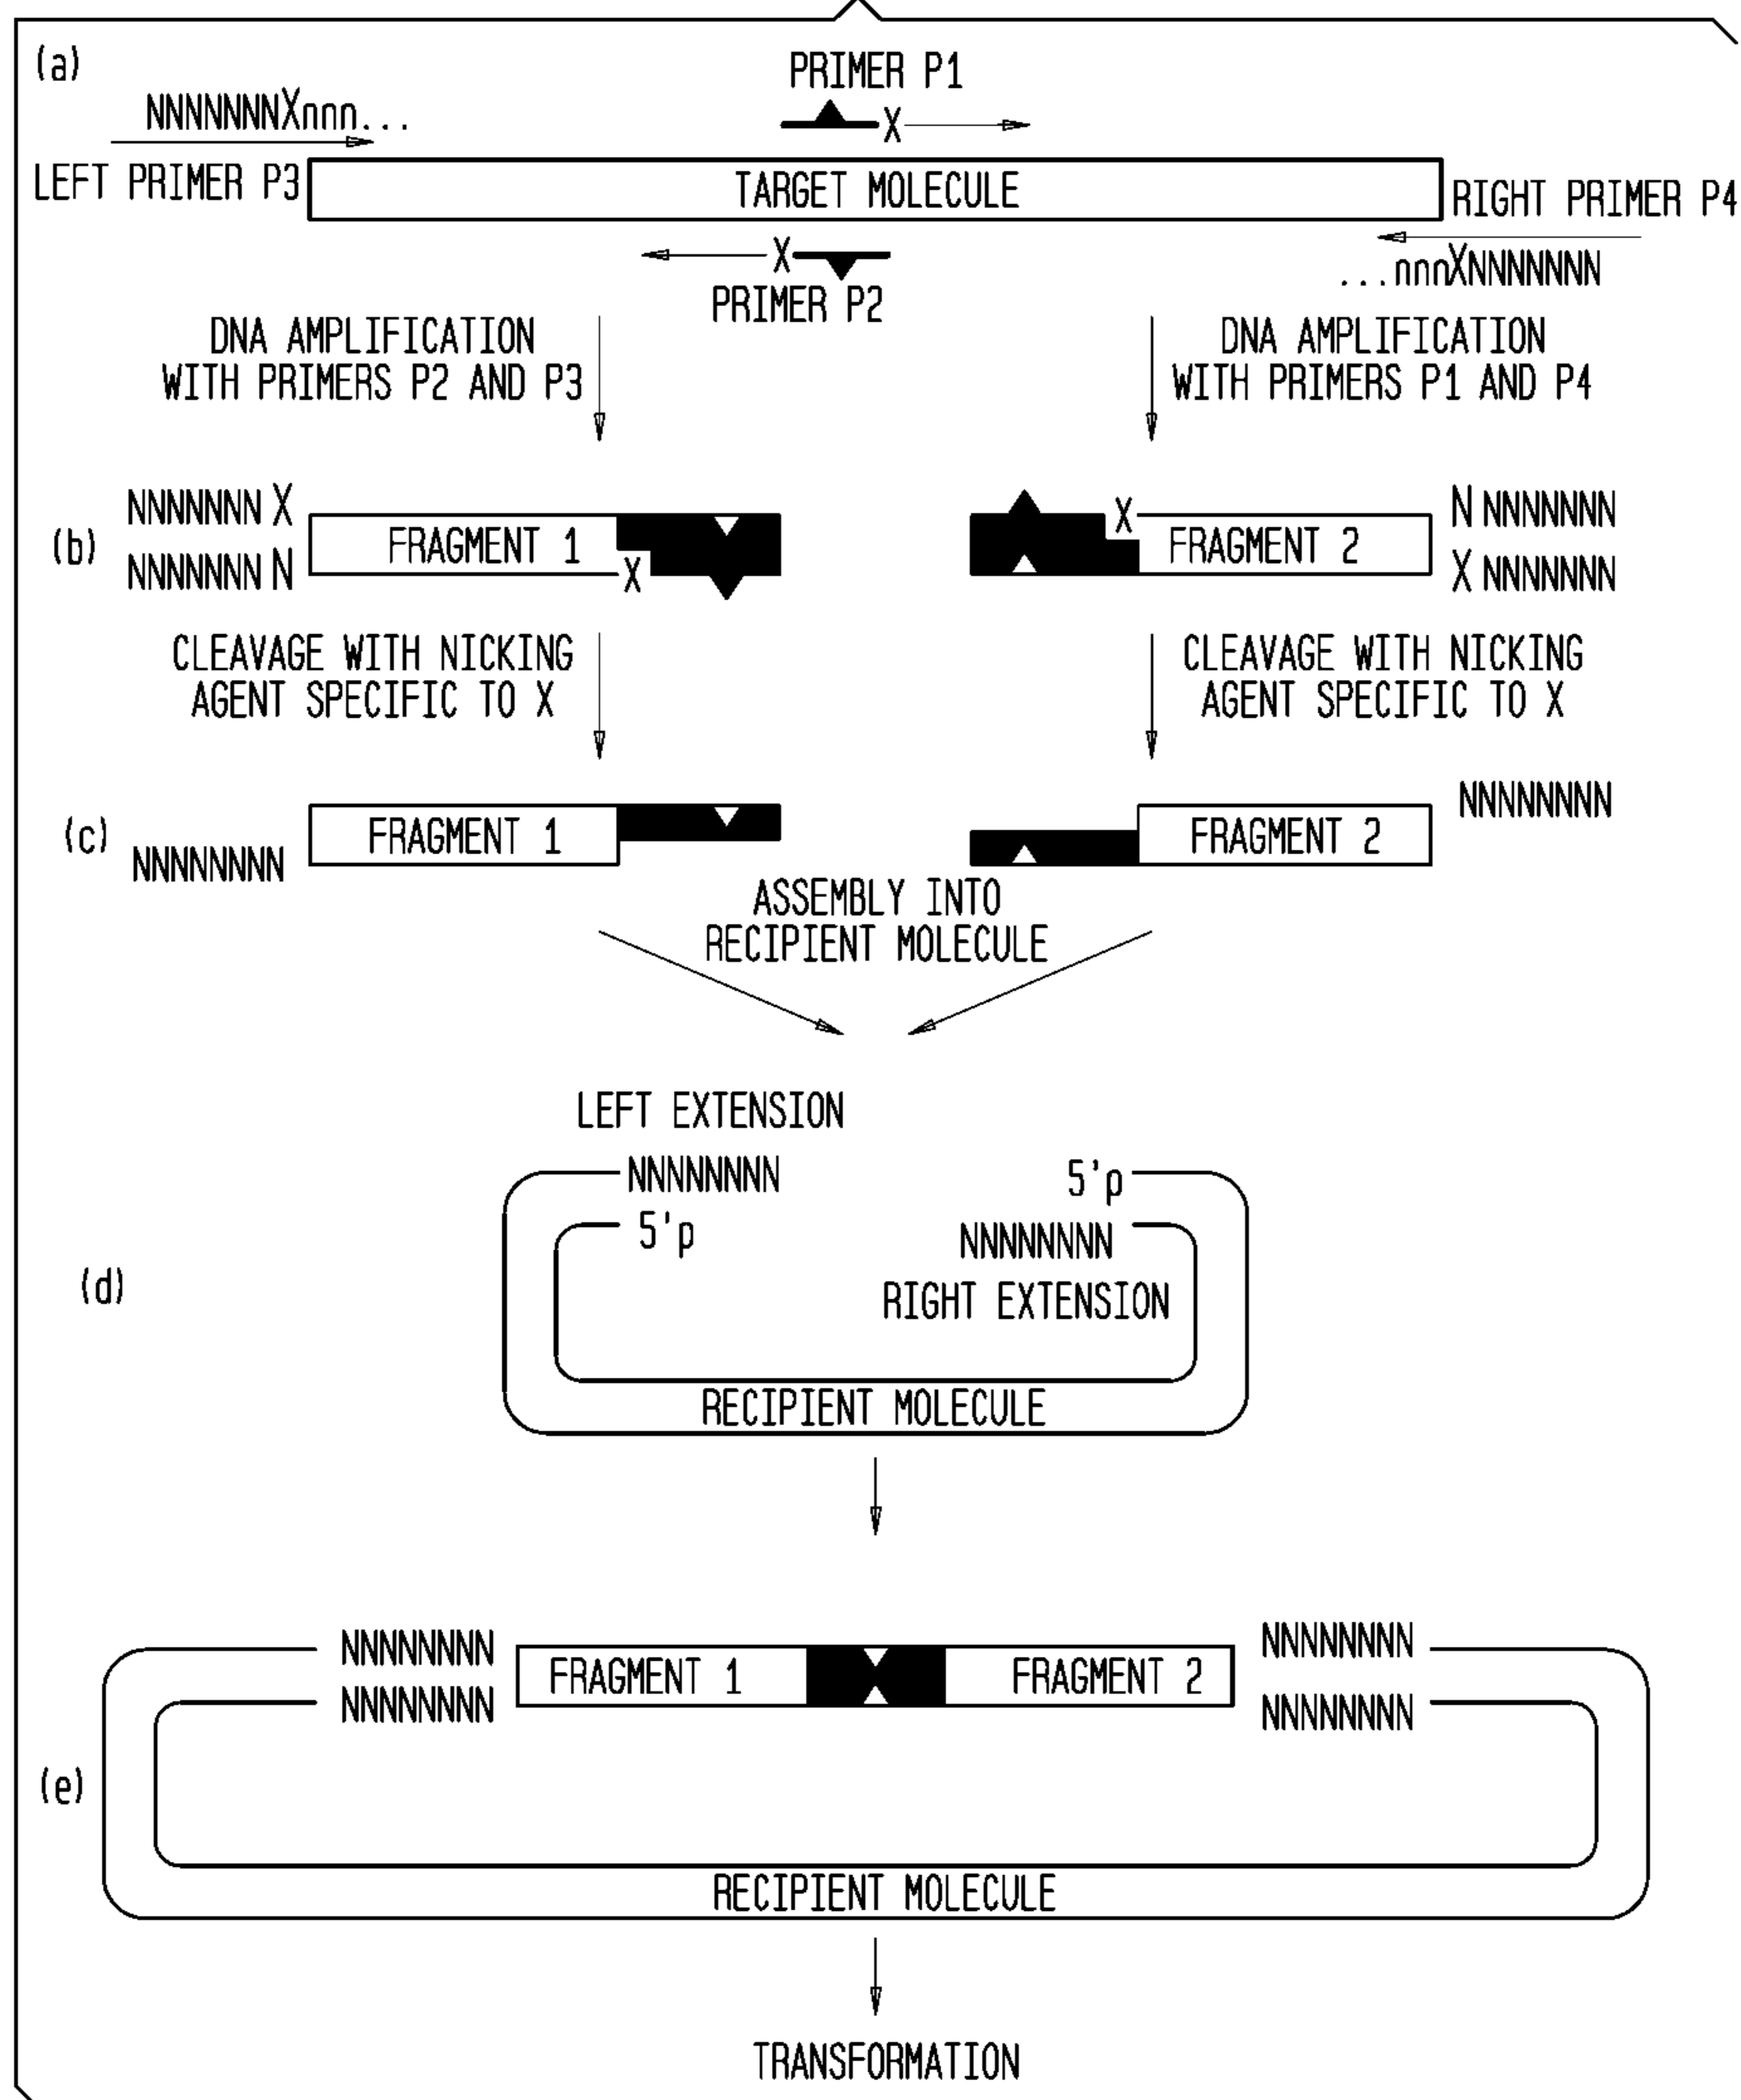 (a)
PRIMER P1
NNNNNNNXnnn...
X
LEFT PRIMER P3
TARGET MOLECULE
RIGHT PRIMER P4
X
...nnnXNNNNNNN
PRIMER P2
DNA AMPLIFICATION
WITH PRIMERS P2 AND P3
DNA AMPLIFICATION
WITH PRIMERS P1 AND P4
(b)
NNNNNNN X
NNNNNNN N
FRAGMENT 1
X
X
FRAGMENT 2
N NNNNNNN
X NNNNNNN
CLEAVAGE WITH NICKING
AGENT SPECIFIC TO X
CLEAVAGE WITH NICKING
AGENT SPECIFIC TO X
(c)
NNNNNNNN
FRAGMENT 1
FRAGMENT 2
NNNNNNNN
ASSEMBLY INTO
RECIPIENT MOLECULE
LEFT EXTENSION
NNNNNNNN
5'p
5'p
NNNNNNNN
RIGHT EXTENSION
(d)
RECIPIENT MOLECULE
NNNNNNNN
NNNNNNNN
FRAGMENT 1
FRAGMENT 2
NNNNNNNN
NNNNNNNN
(e)
RECIPIENT MOLECULE
TRANSFORMATION